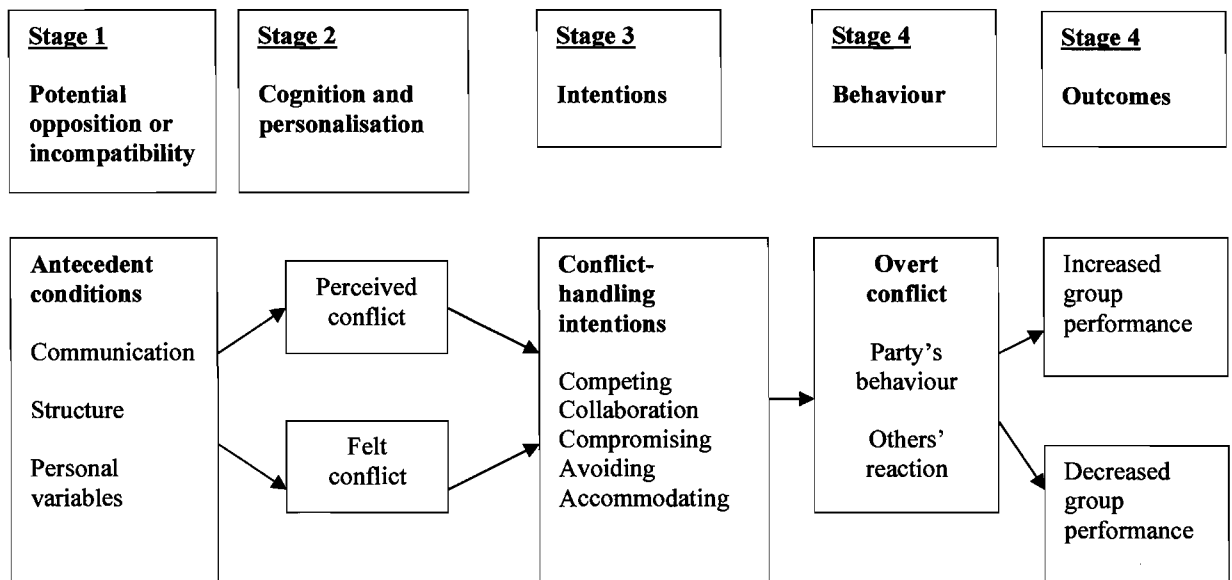 Stage 1
Potential
opposition or
incompatibility
Stage 2
Cognition and
personalisation
Stage 3
Intentions
Stage 4
Behaviour
Stage 4
Outcomes
Antecedent
conditions
Communication
Structure
Personal
variables
Perceived
conflict
Felt
conflict
Conflict-
handling
intentions
Competing
Collaboration
Compromising
Avoiding
Accommodating
Overt
conflict
Party's
behaviour
Others'
reaction
Increased
group
performance
Decreased
group
performance